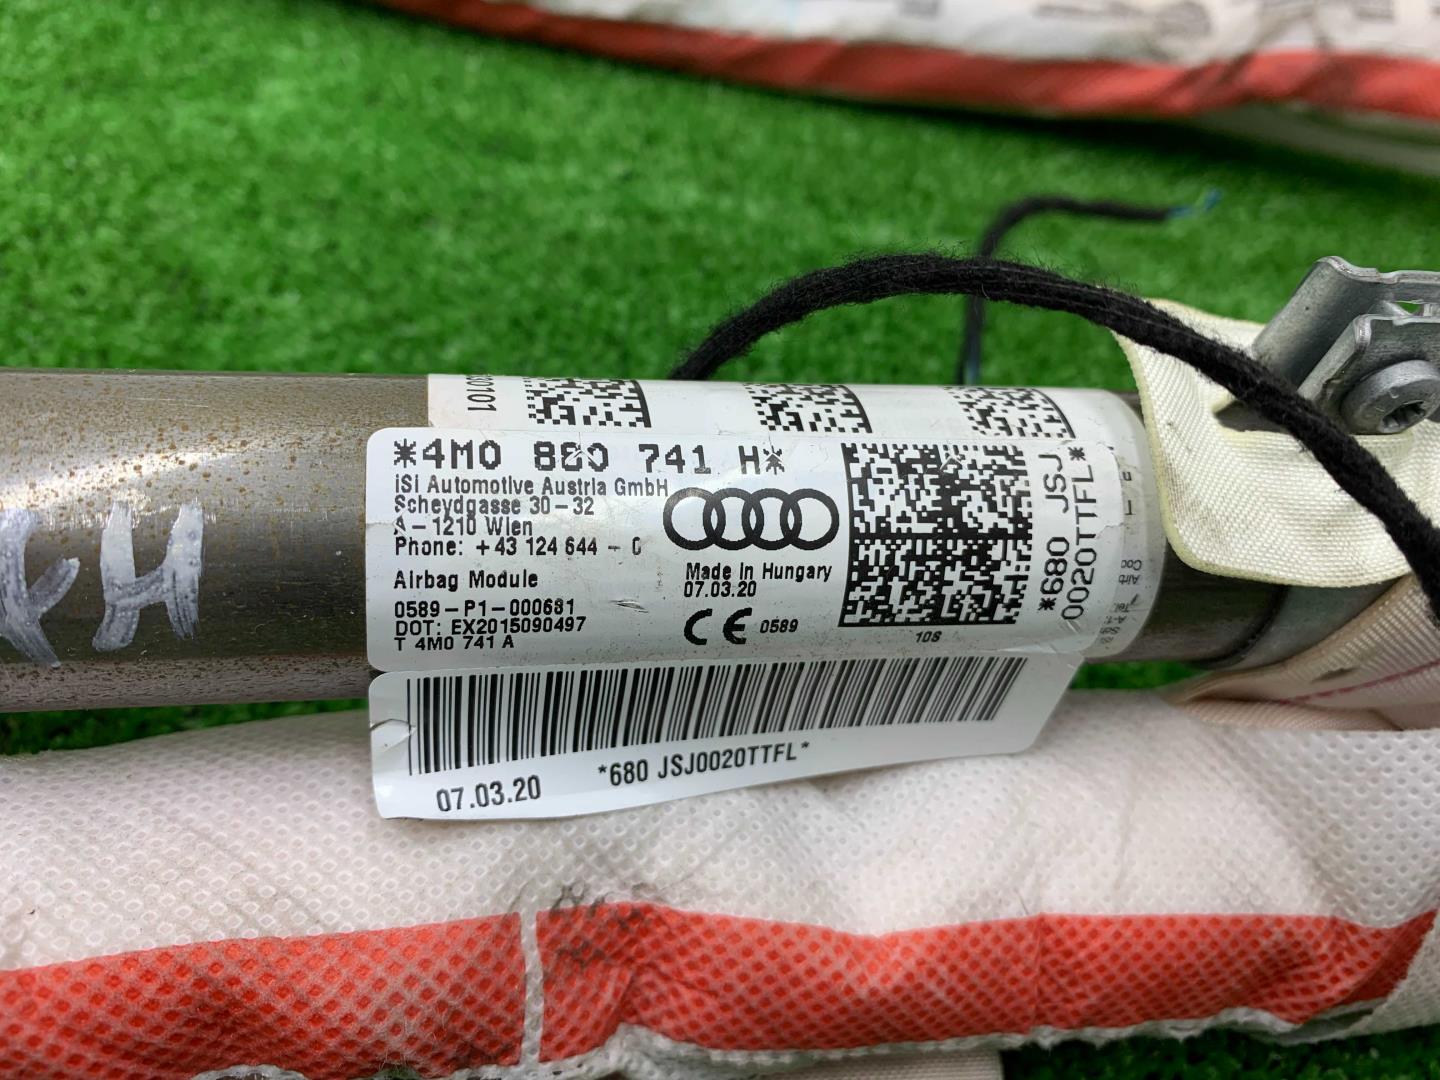 *4M0 880 741 H*
iSi Automotive Austria GmbH
Scheydgasse 30-32
A-1210 Wien
Phone: +43 124 644 - 0
Airbag Module
0589-P1-000681
DOT: EX2015090497
T 4M0 741 A
Made in Hungary
07.03.20
CE 0589
10S
*680 JSJ
0020TTFL*
07.03.20
*680 JSJ0020TTFL*